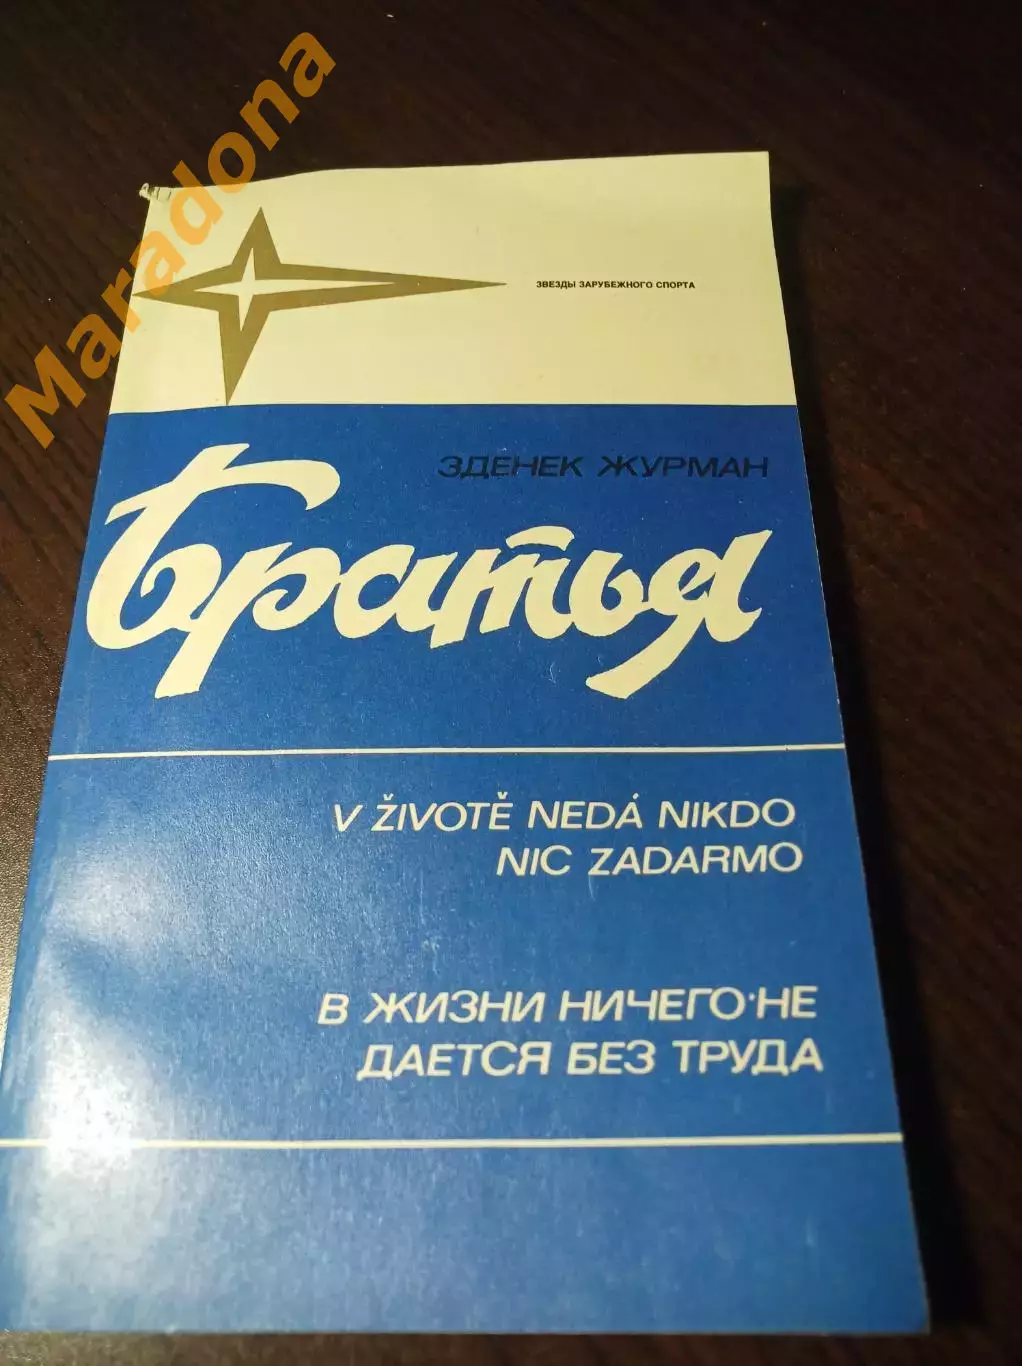 Maradona
ЗВЕЗДЫ ЗАРУБЕЖНОГО СПОРТА
ЗДЕНЕК ЖУРМАН
Братья
V ŽIVOTĚ NEDÁ NIKDO
NIC ZADARMO
В ЖИЗНИ НИЧЕГО НЕ
ДАЕТСЯ БЕЗ ТРУДА